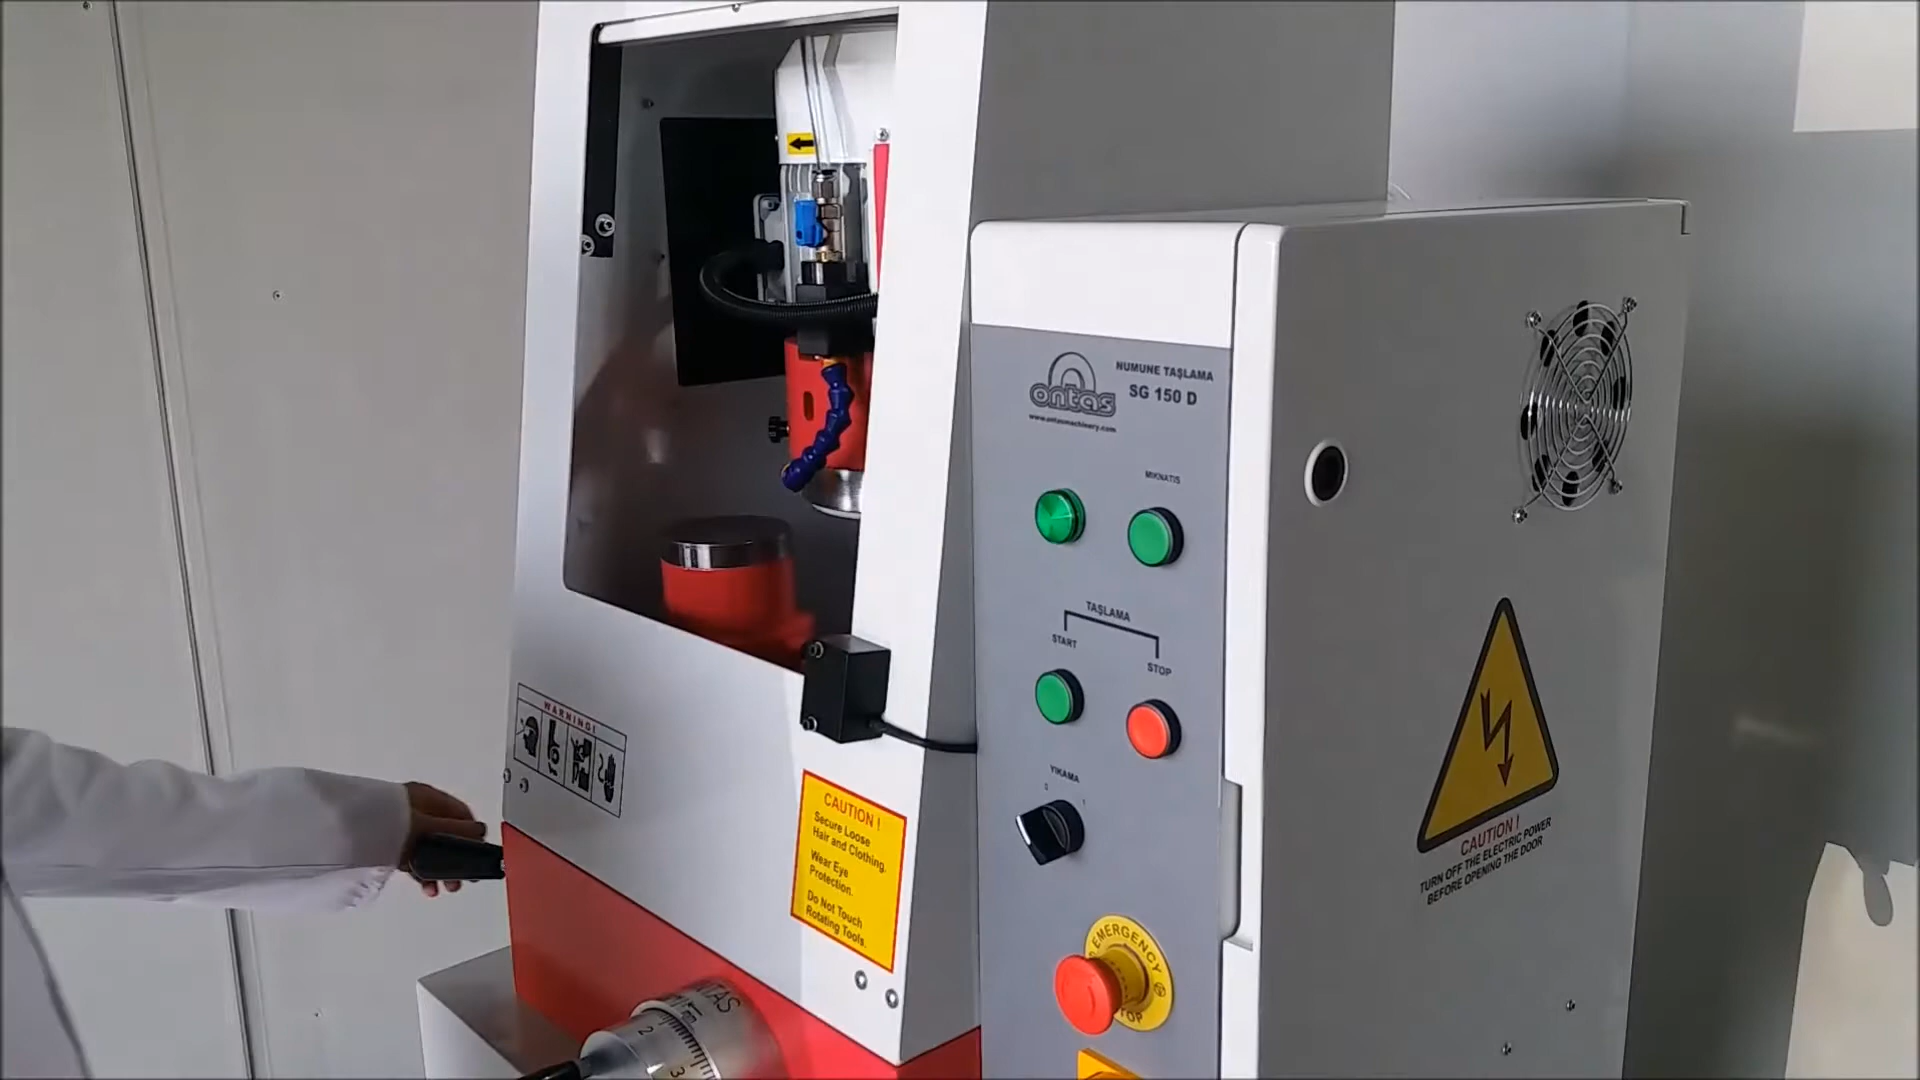 ontas
www.ontasmachinery.com
NUMUNE TAŞLAMA
SG 150 D
MIKNATIS
TAŞLAMA
START
STOP
YIKAMA
0
1
EMERGENCY
STOP
WARNING!
CAUTION !
Secure Loose
Hair and Clothing.
Wear Eye
Protection.
Do Not Touch
Rotating Tools.
CAUTION !
TURN OFF THE ELECTRIC POWER
BEFORE OPENING THE DOOR
2
3